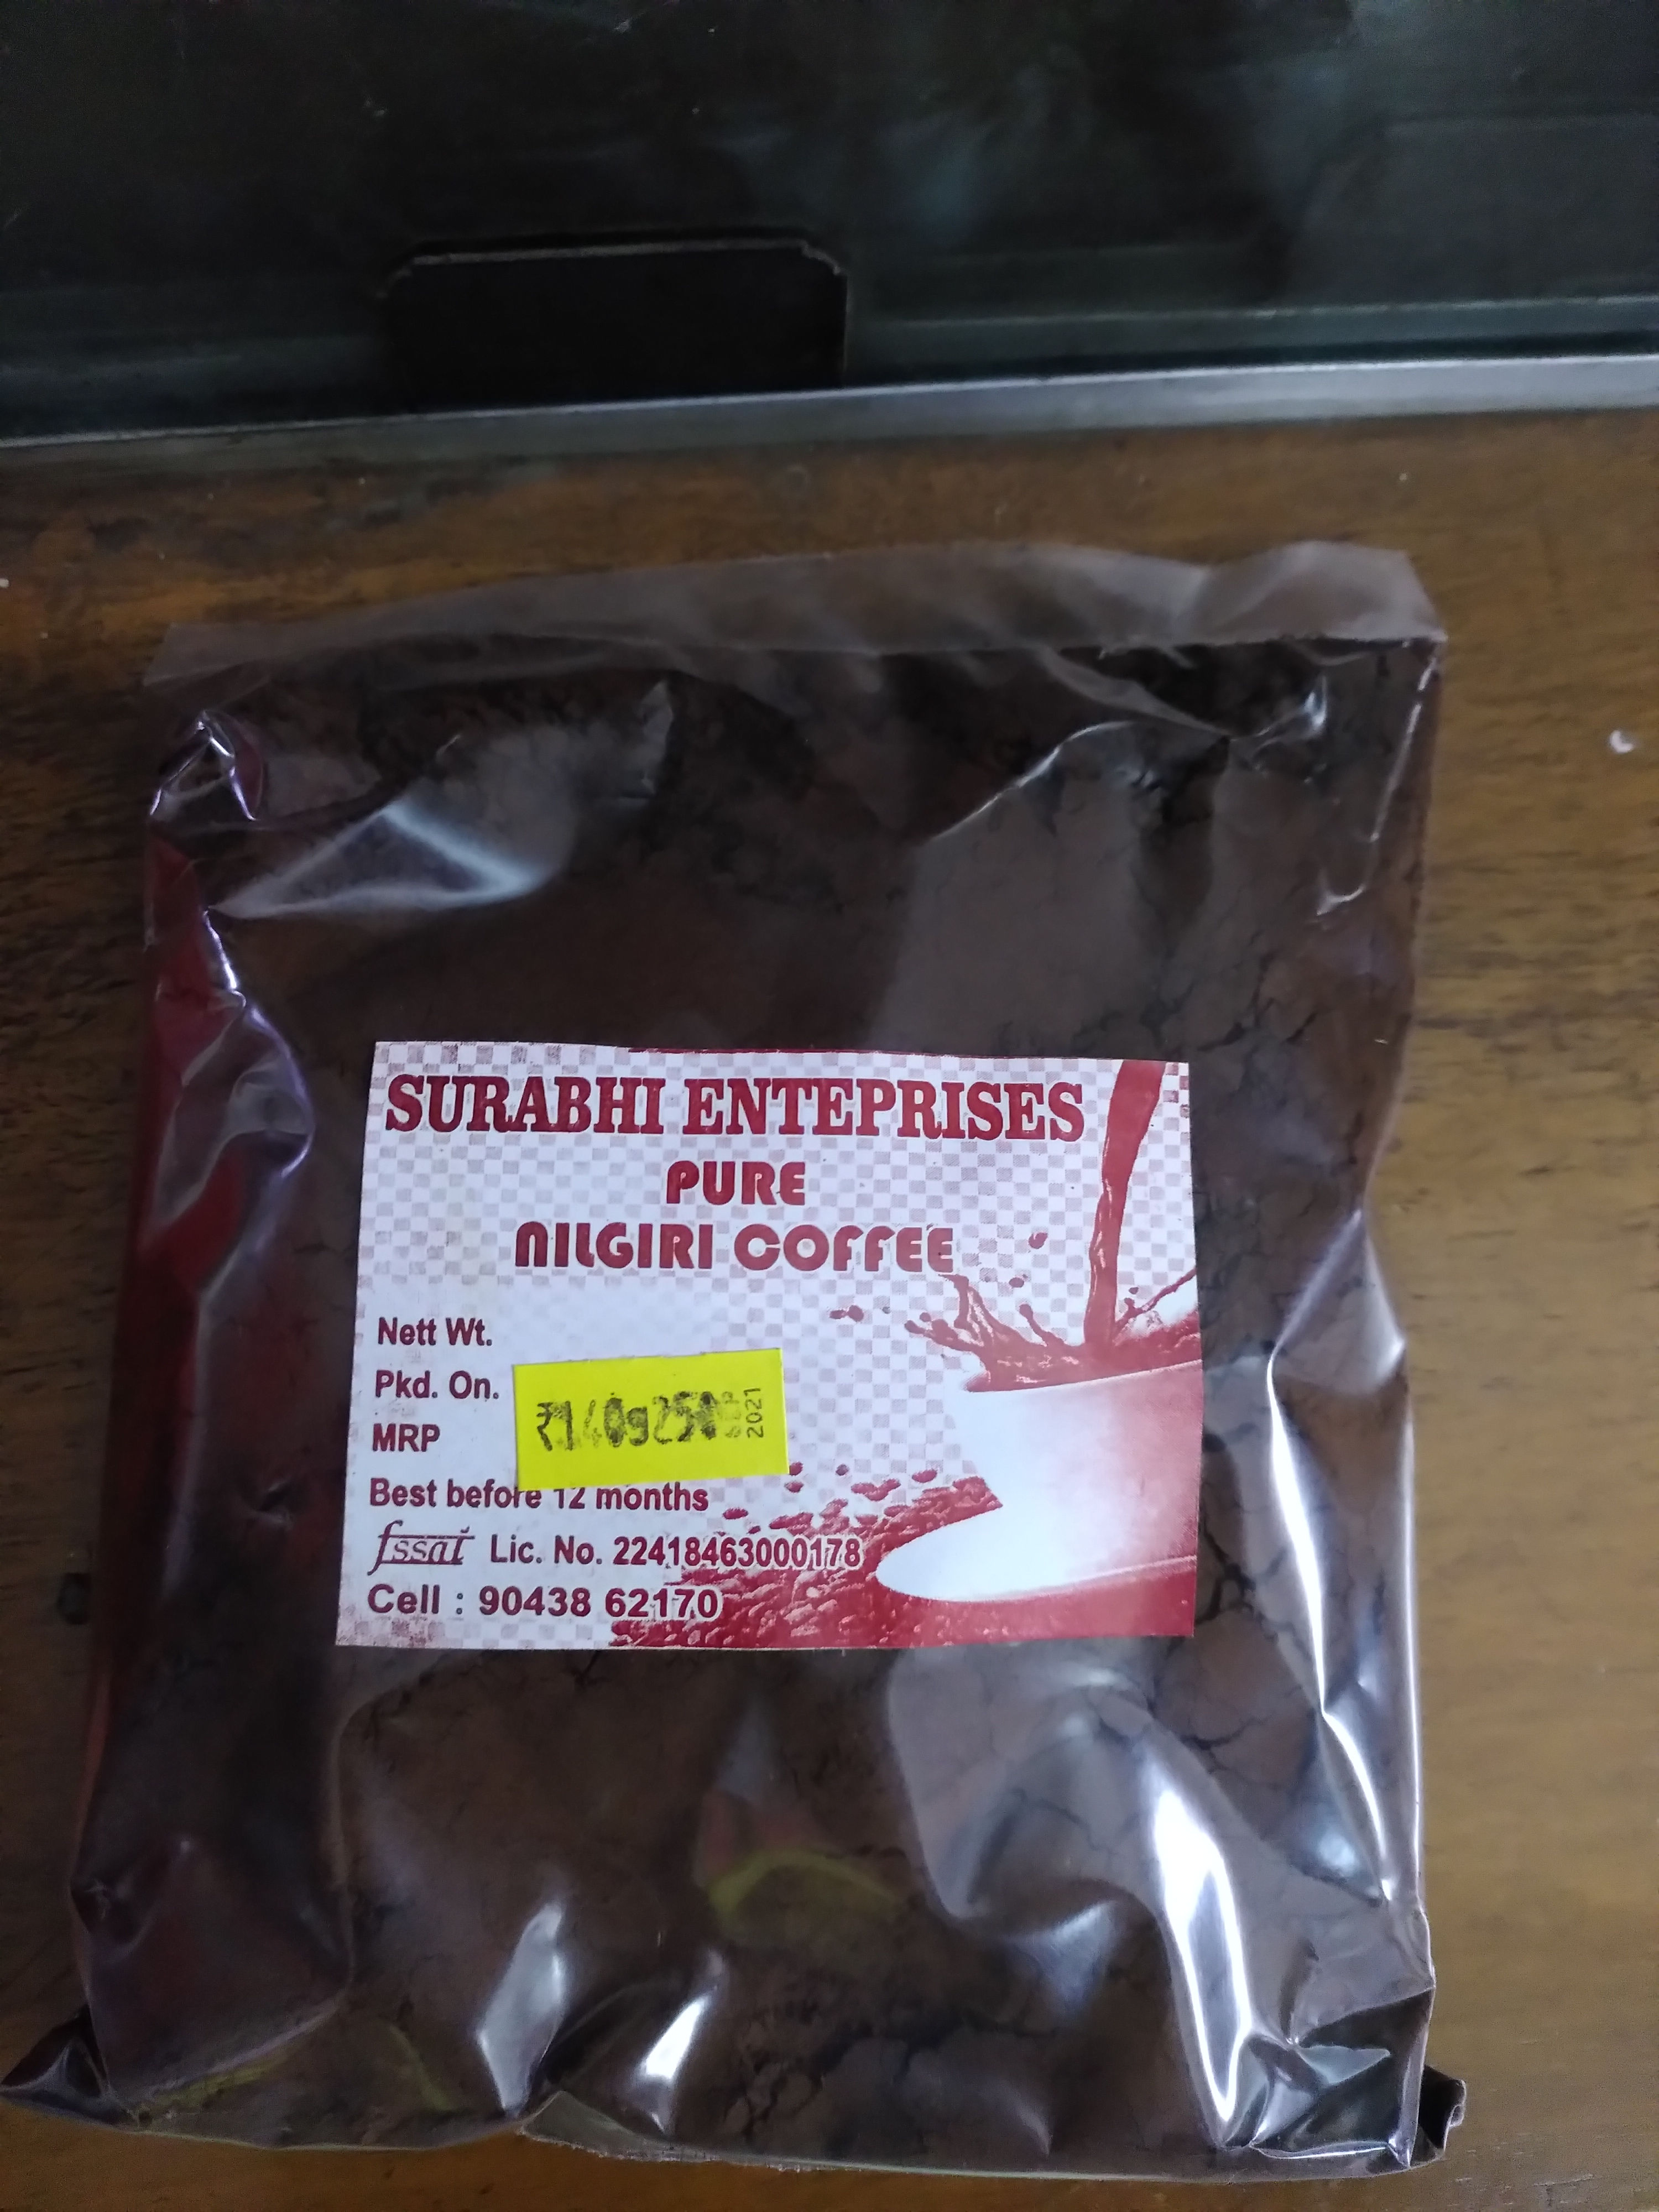 SURABHI ENTEPRISES
PURE
NILGIRI COFFEE
Nett Wt.
Pkd. On.
MRP
2021
Best before 12 months
fssai Lic. No. 22418463000178
Cell : 90438 62170